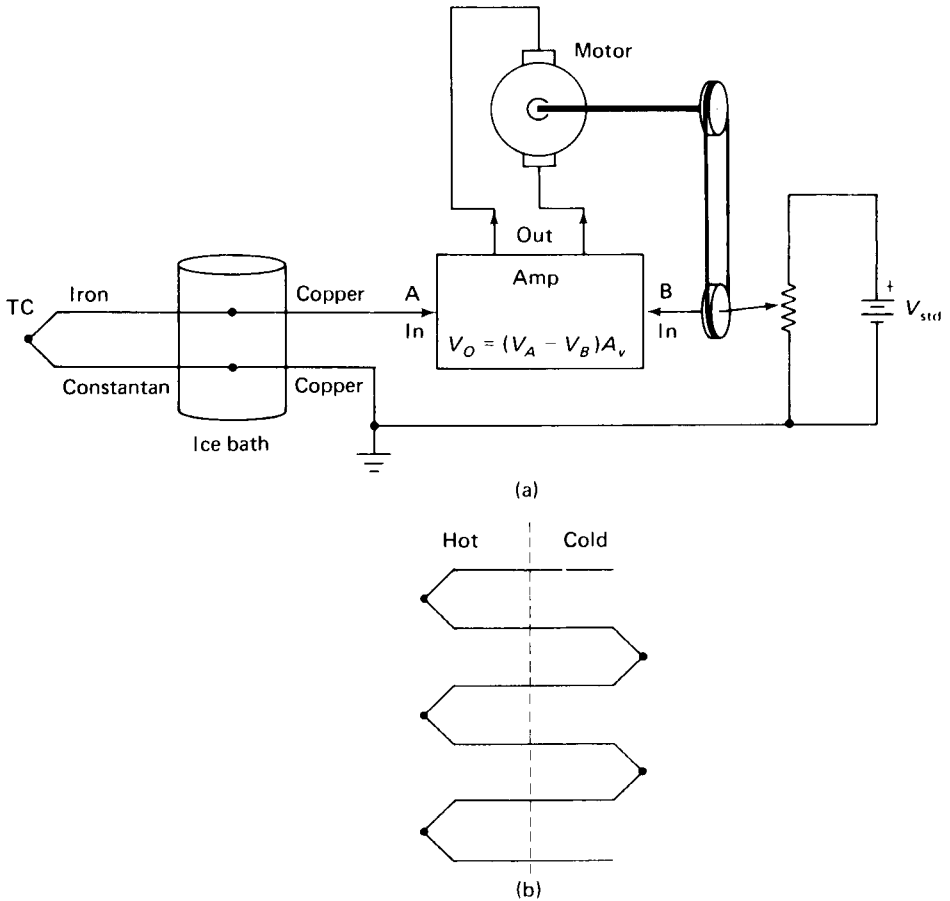 Motor
Out
Amp
TC
Iron
Copper
A
In
B
In
V_O = (V_A − V_B)A_v
+
V_std
Constantan
Copper
Ice bath
(a)
Hot
Cold
(b)